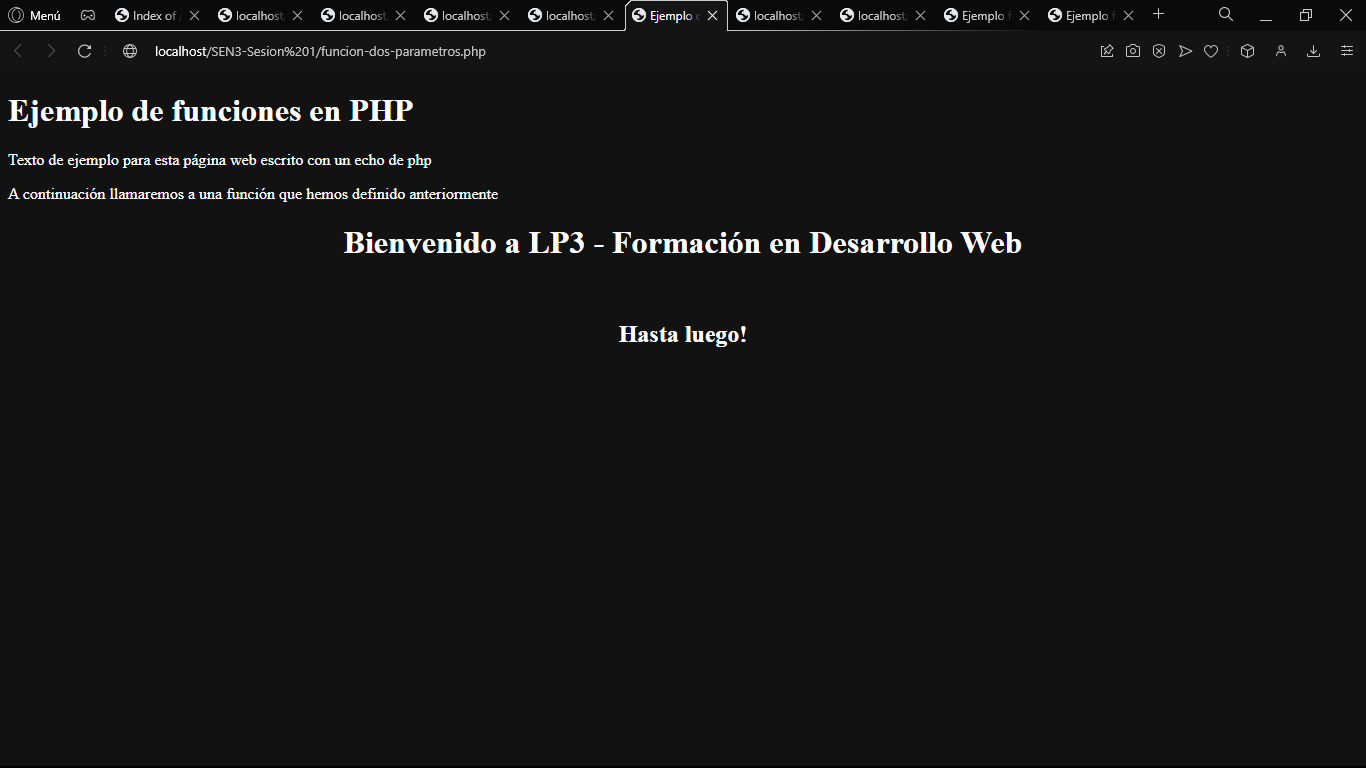 Menú
Index of
localhost
localhost
localhost
localhost
Ejemplo
localhost
localhost
Ejemplo
Ejemplo
localhost/SEN3-Sesion%201/funcion-dos-parametros.php
Ejemplo de funciones en PHP
Texto de ejemplo para esta página web escrito con un echo de php
A continuación llamaremos a una función que hemos definido anteriormente
Bienvenido a LP3 - Formación en Desarrollo Web
Hasta luego!